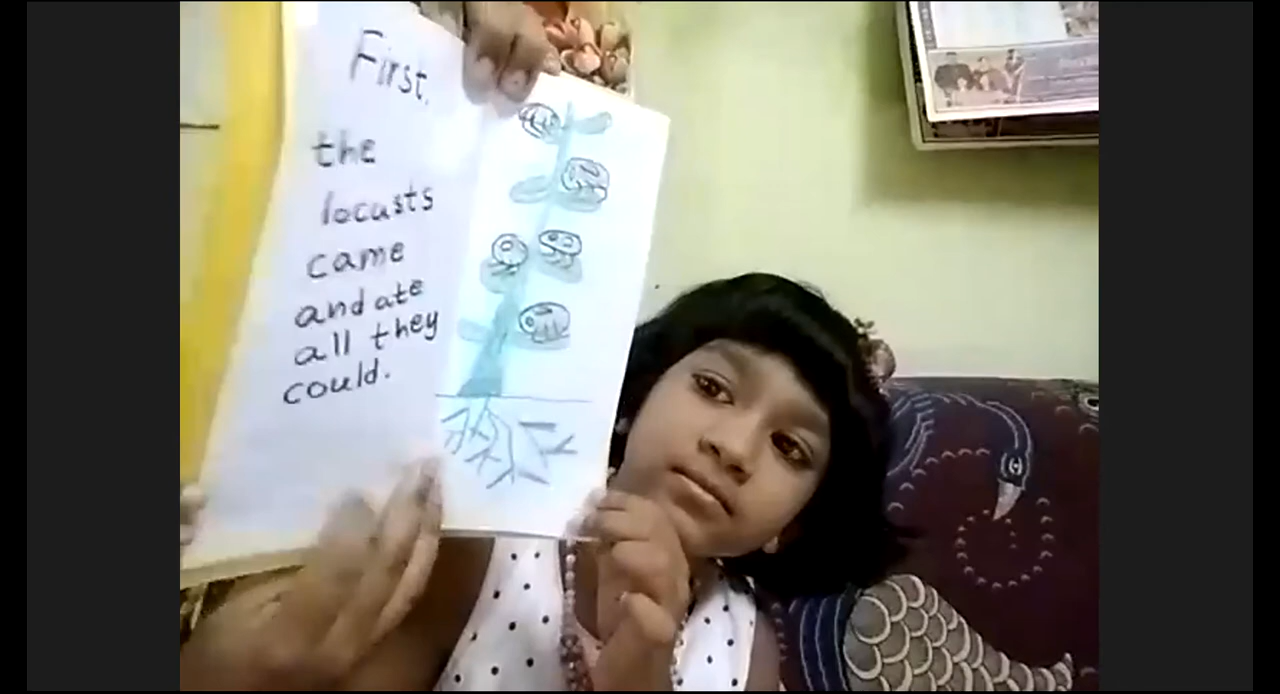 First,
the
locusts
came
and ate
all they
could.